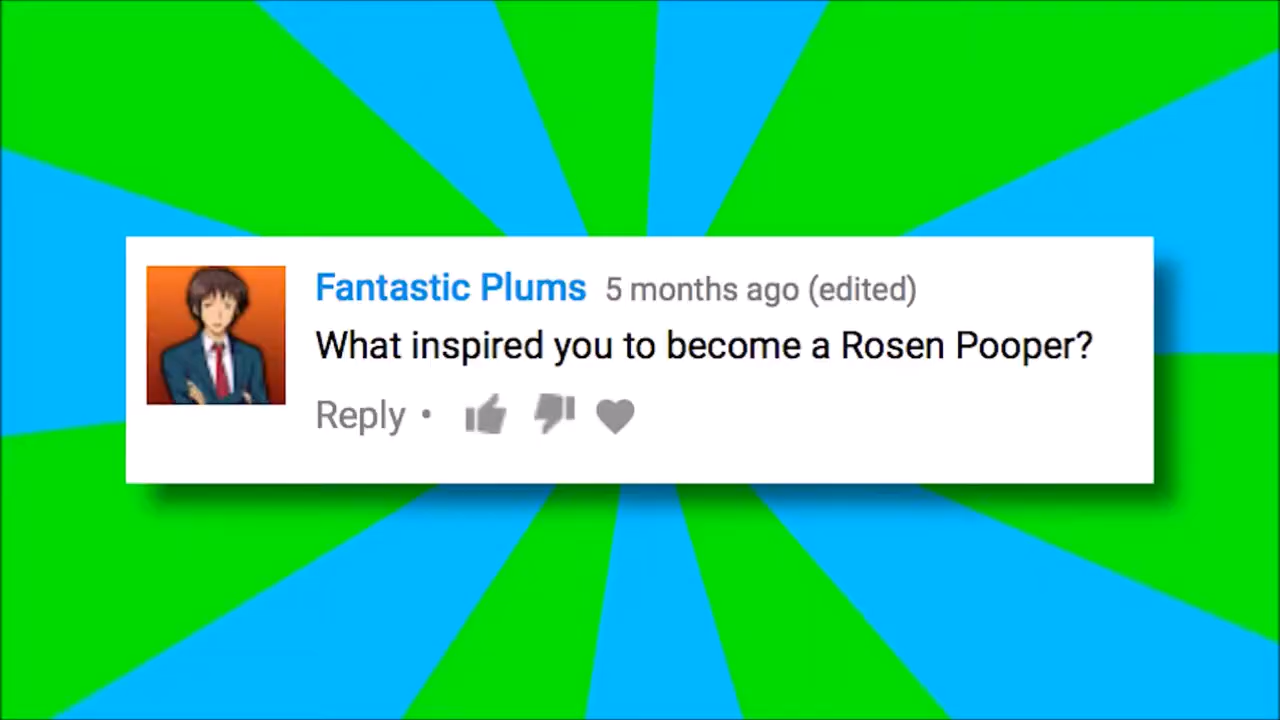 Fantastic Plums 5 months ago (edited)
What inspired you to become a Rosen Pooper?
Reply •